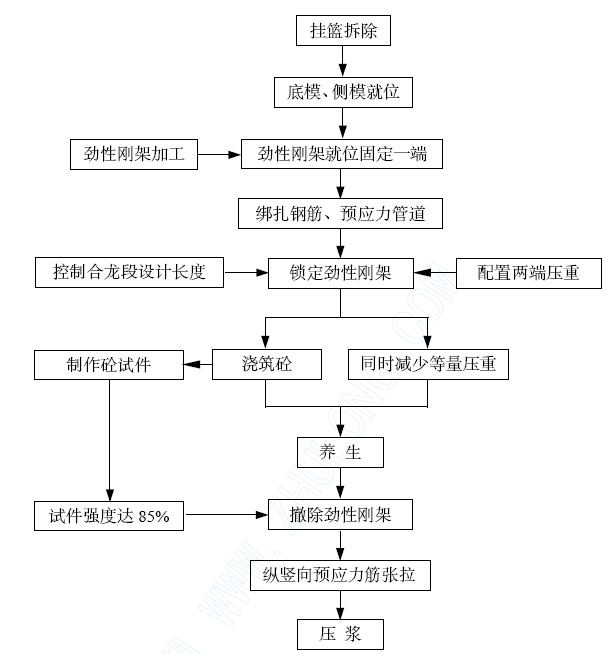 挂篮拆除
底模、侧模就位
劲性刚架加工
劲性刚架就位固定一端
绑扎钢筋、预应力管道
控制合龙段设计长度
锁定劲性刚架
配置两端压重
制作砼试件
浇筑砼
同时减少等量压重
养 生
试件强度达 85%
撤除劲性刚架
纵竖向预应力筋张拉
压 浆
WWW.ZHULONG.COM